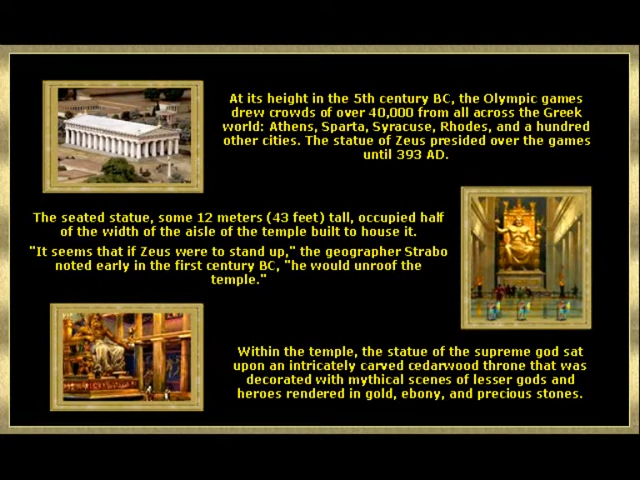 At its height in the 5th century BC, the Olympic games
drew crowds of over 40,000 from all across the Greek
world: Athens, Sparta, Syracuse, Rhodes, and a hundred
other cities. The statue of Zeus presided over the games
until 393 AD.
The seated statue, some 12 meters (43 feet) tall, occupied half
of the width of the aisle of the temple built to house it.
"It seems that if Zeus were to stand up," the geographer Strabo
noted early in the first century BC, "he would unroof the
temple."
Within the temple, the statue of the supreme god sat
upon an intricately carved cedarwood throne that was
decorated with mythical scenes of lesser gods and
heroes rendered in gold, ebony, and precious stones.